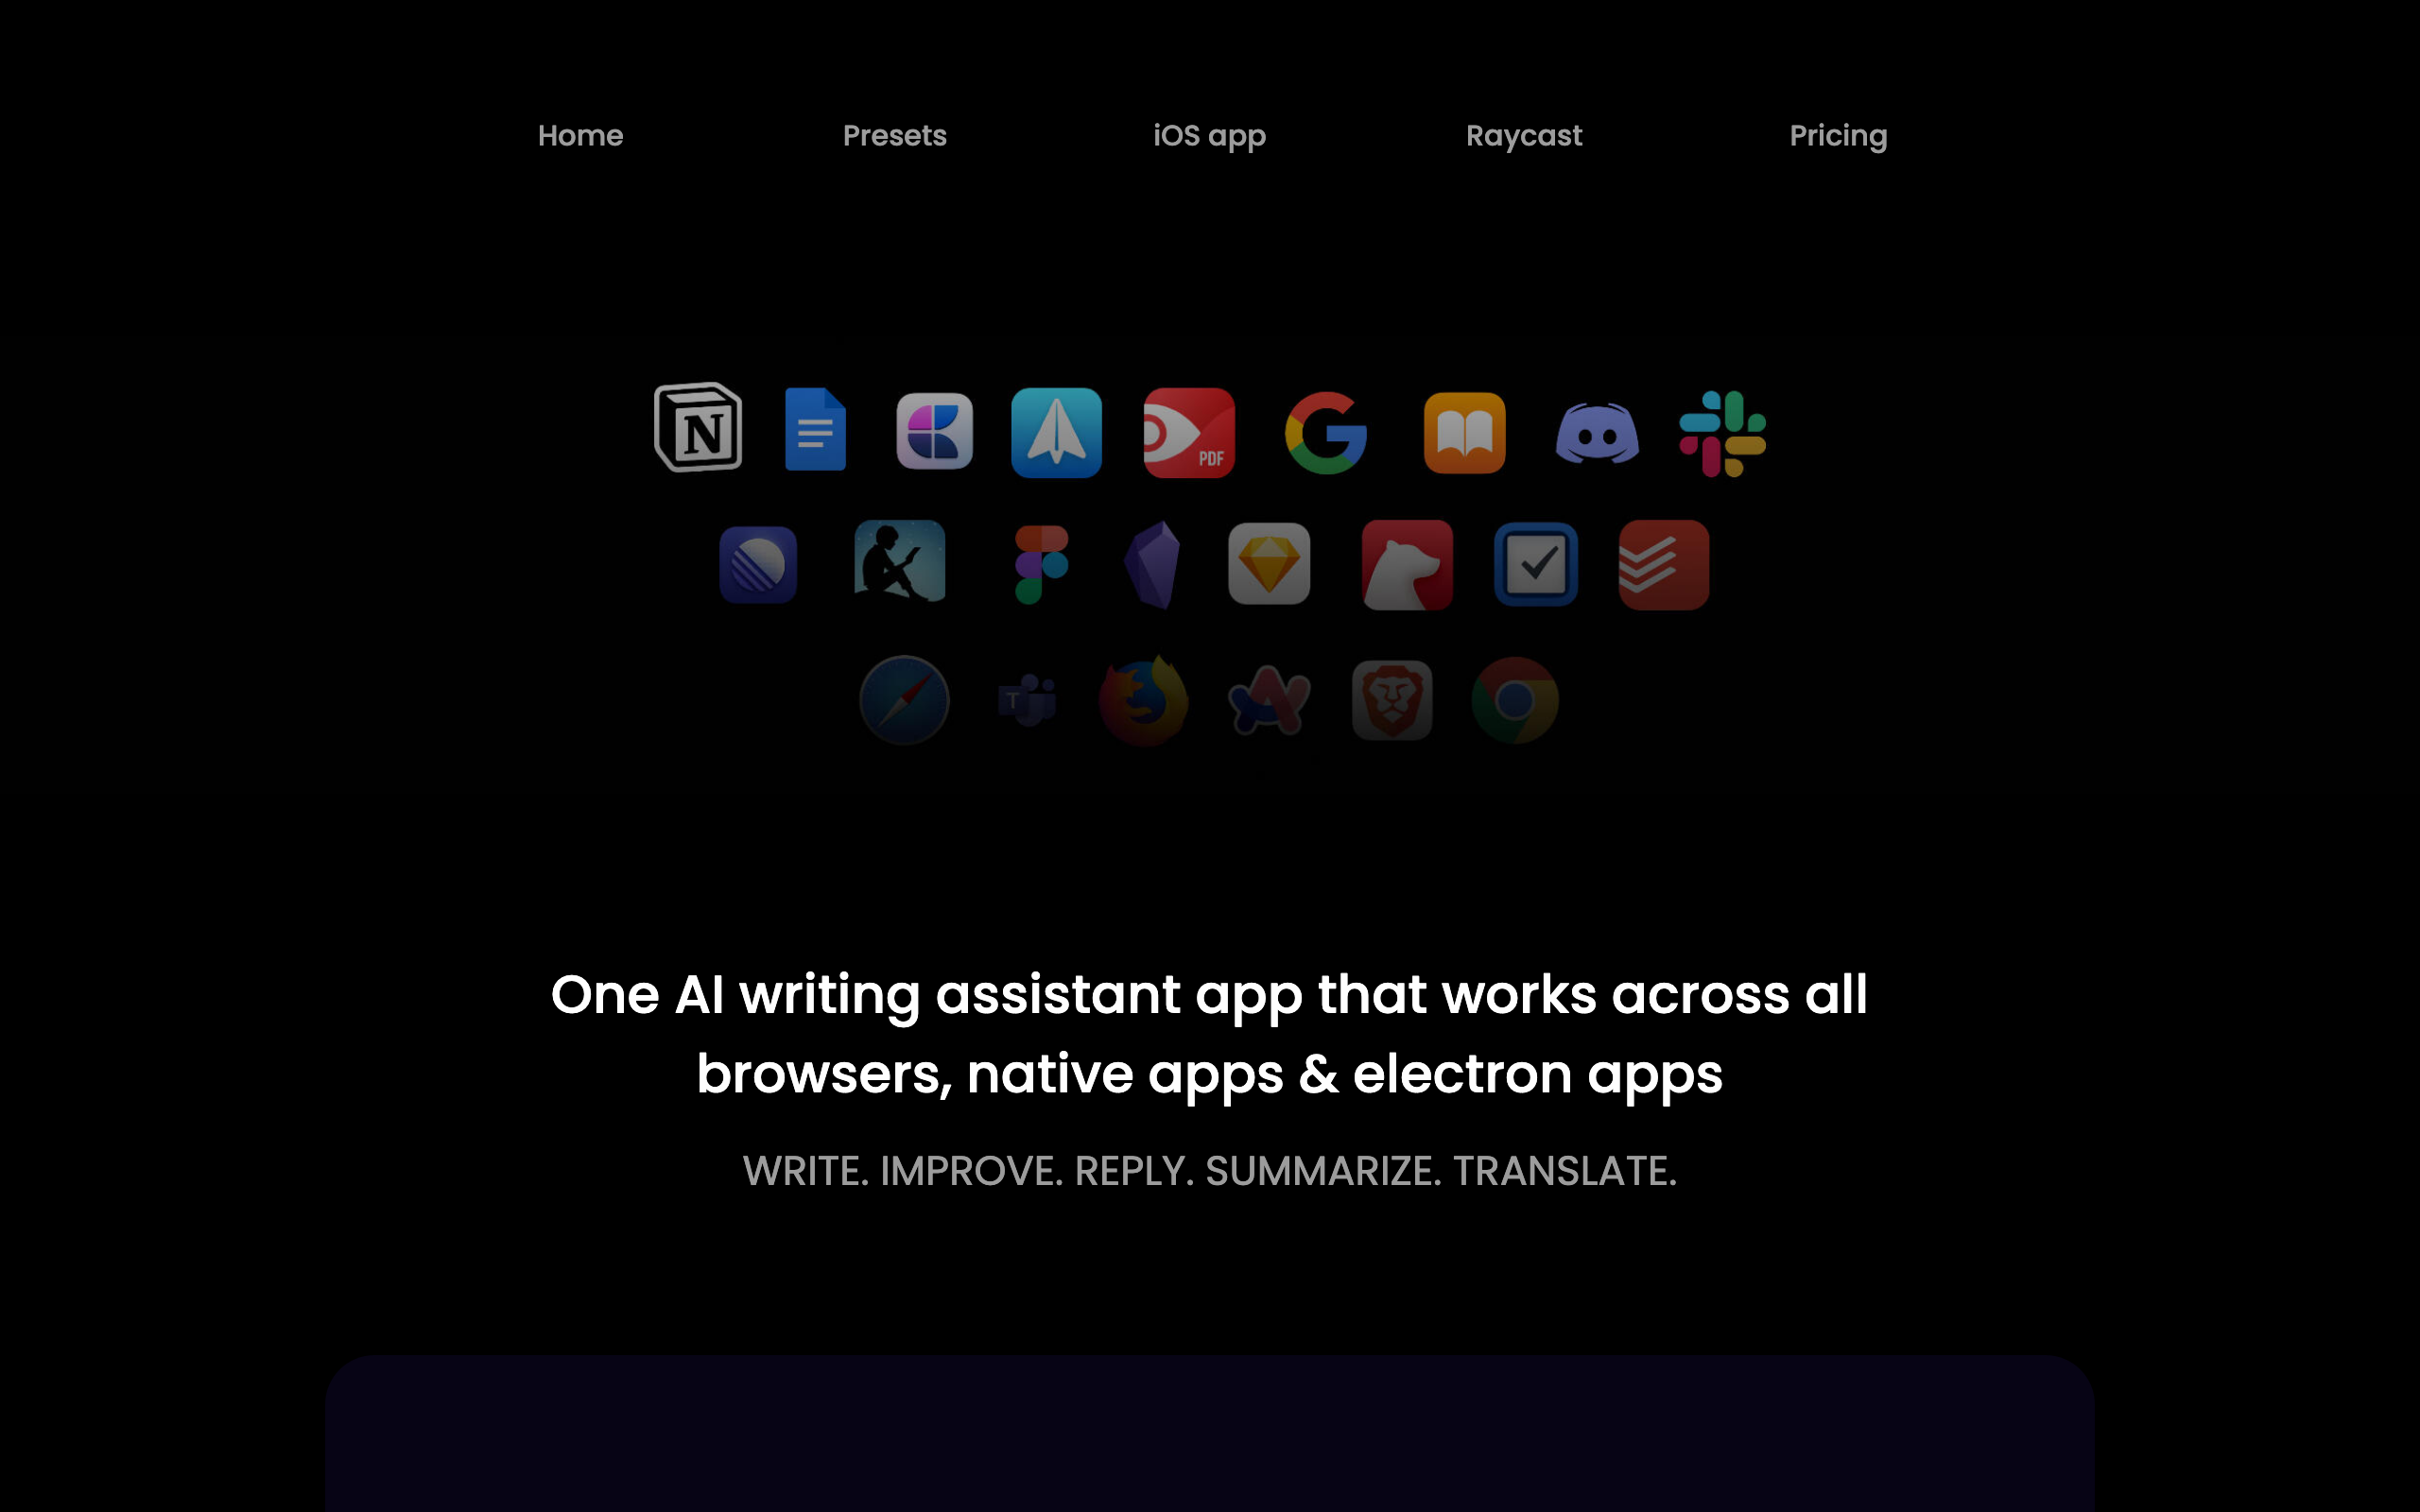 Home
Presets
iOS app
Raycast
Pricing
N
PDF
T
One AI writing assistant app that works across all
browsers, native apps & electron apps
WRITE. IMPROVE. REPLY. SUMMARIZE. TRANSLATE.